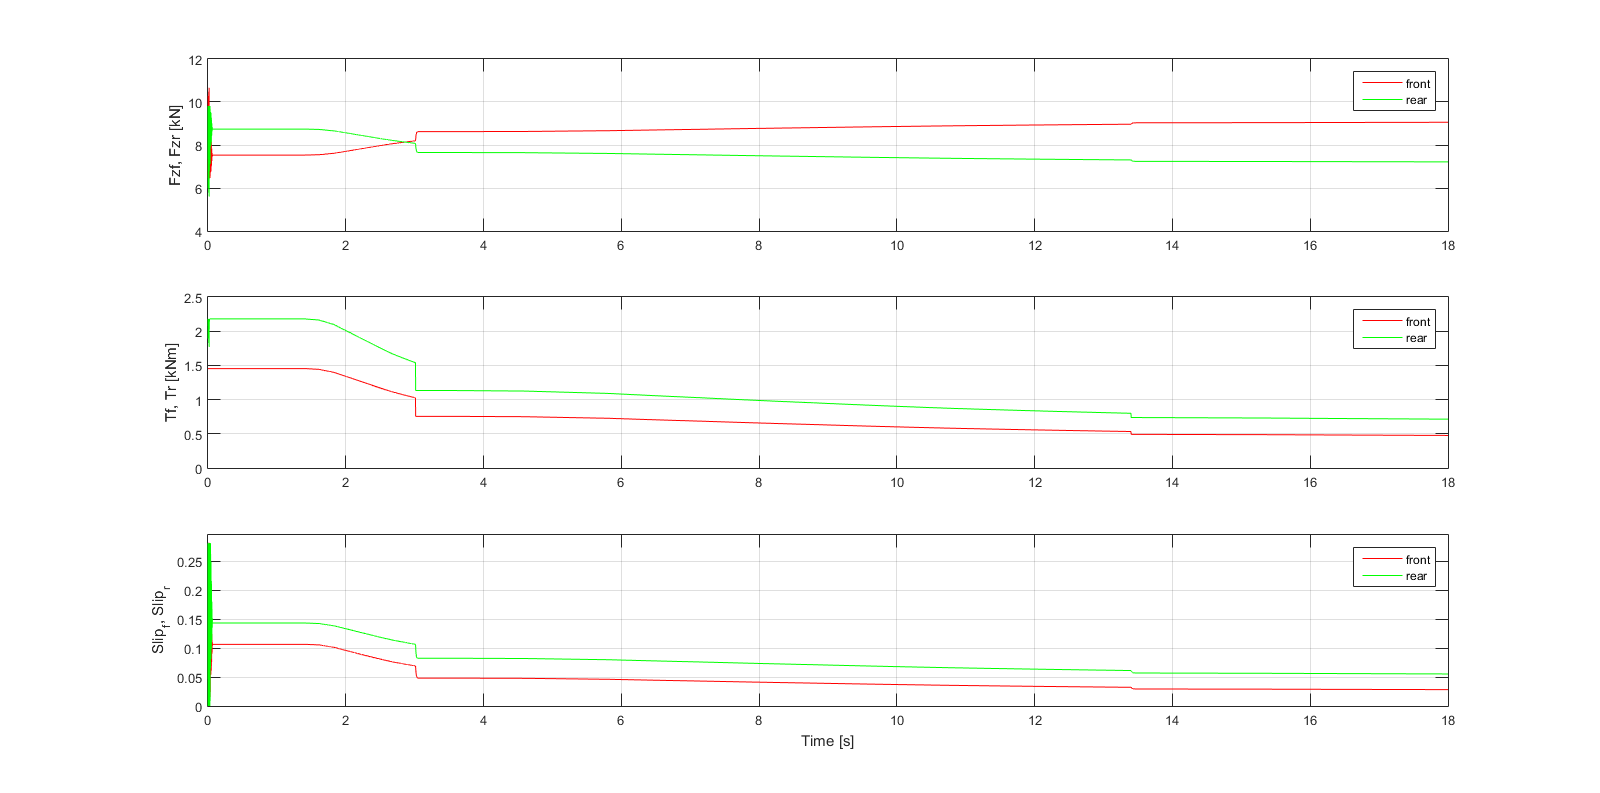 Fzf, Fzr [kN]
12
10
8
6
4
0 2 4 6 8 10 12 14 16 18
front
rear
Tf, Tr [kNm]
2.5
2
1.5
1
0.5
0
0 2 4 6 8 10 12 14 16 18
front
rear
Slip_f, Slip_r
0.25
0.2
0.15
0.1
0.05
0
0 2 4 6 8 10 12 14 16 18
front
rear
Time [s]